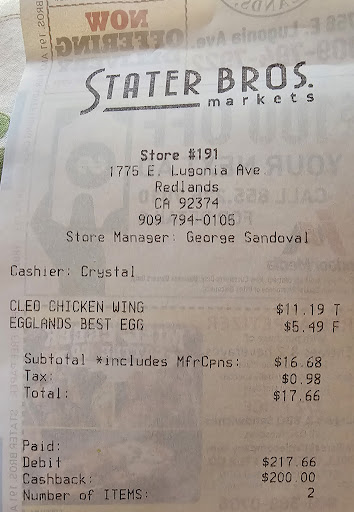 STATER BROS.
markets
Store #191
1775 E. Lugonia Ave
Redlands
CA 92374
909 794-0105
Store Manager: George Sandoval
Cashier: Crystal
CLEO CHICKEN WING $11.19 T
EGGLANDS BEST EGG $5.49 F
Subtotal *includes MfrCpns: $16.68
Tax: $0.98
Total: $17.66
Paid:
Debit $217.66
Cashback: $200.00
Number of ITEMS: 2